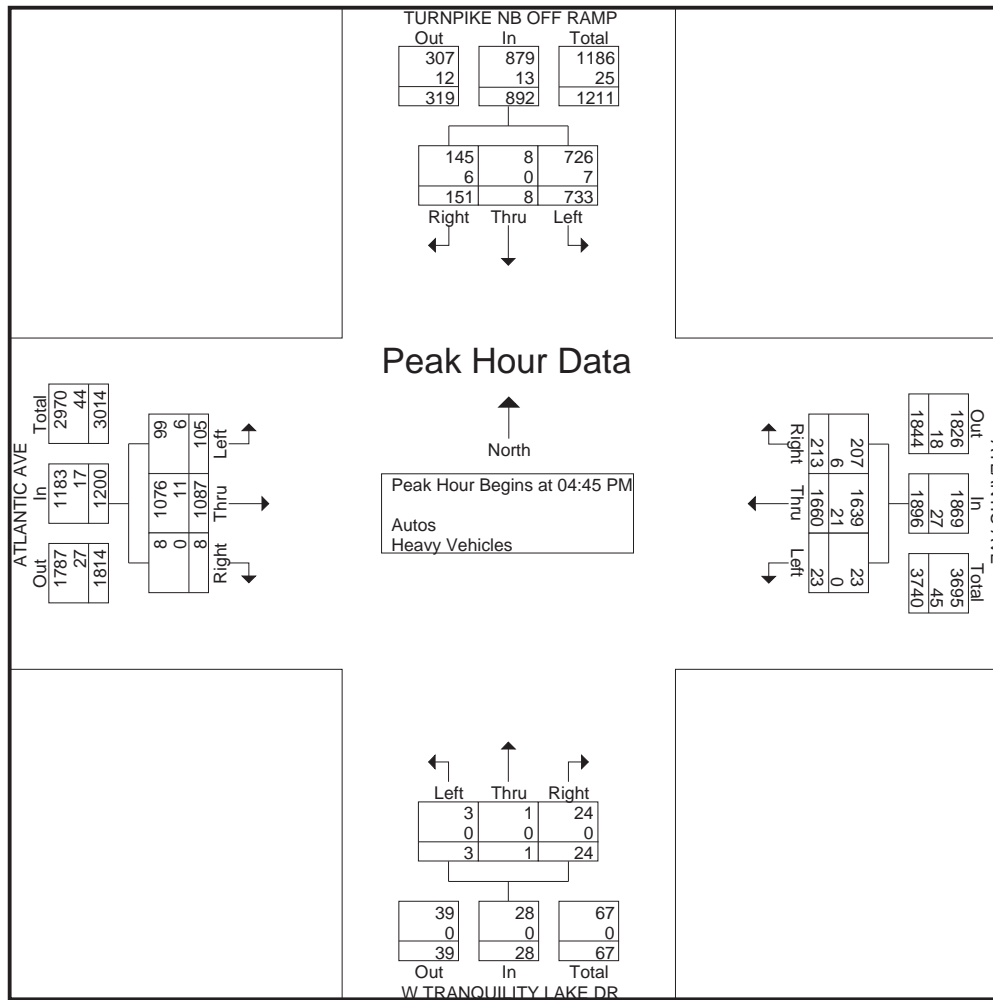 TURNPIKE NB OFF RAMP
Out In Total
307 879 1186
12 13 25
319 892 1211
145 8 726
6 0 7
151 8 733
Right Thru Left
Peak Hour Data
North
Peak Hour Begins at 04:45 PM
Autos
Heavy Vehicles
ATLANTIC AVE
Out In Total
1787 1183 2970
27 17 44
1814 1200 3014
99 1076 8
6 11 0
105 1087 8
Left Thru Right
Out In Total
1826 1869 3695
18 27 45
1844 1896 3740
207 1639 23
6 21 0
213 1660 23
Right Thru Left
Left Thru Right
3 1 24
0 0 0
3 1 24
39 28 67
0 0 0
39 28 67
Out In Total
W TRANQUILITY LAKE DR